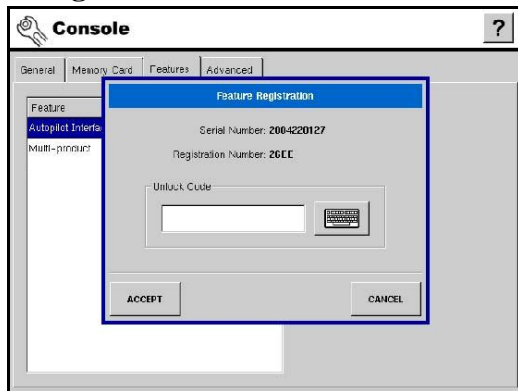 Console
?
General Memory Card Features Advanced
Feature Registration
Feature
Autopilot Interfa
Multi-product
Serial Number: 2004220127
Registration Number: 26EE
Unlock Code
ACCEPT
CANCEL